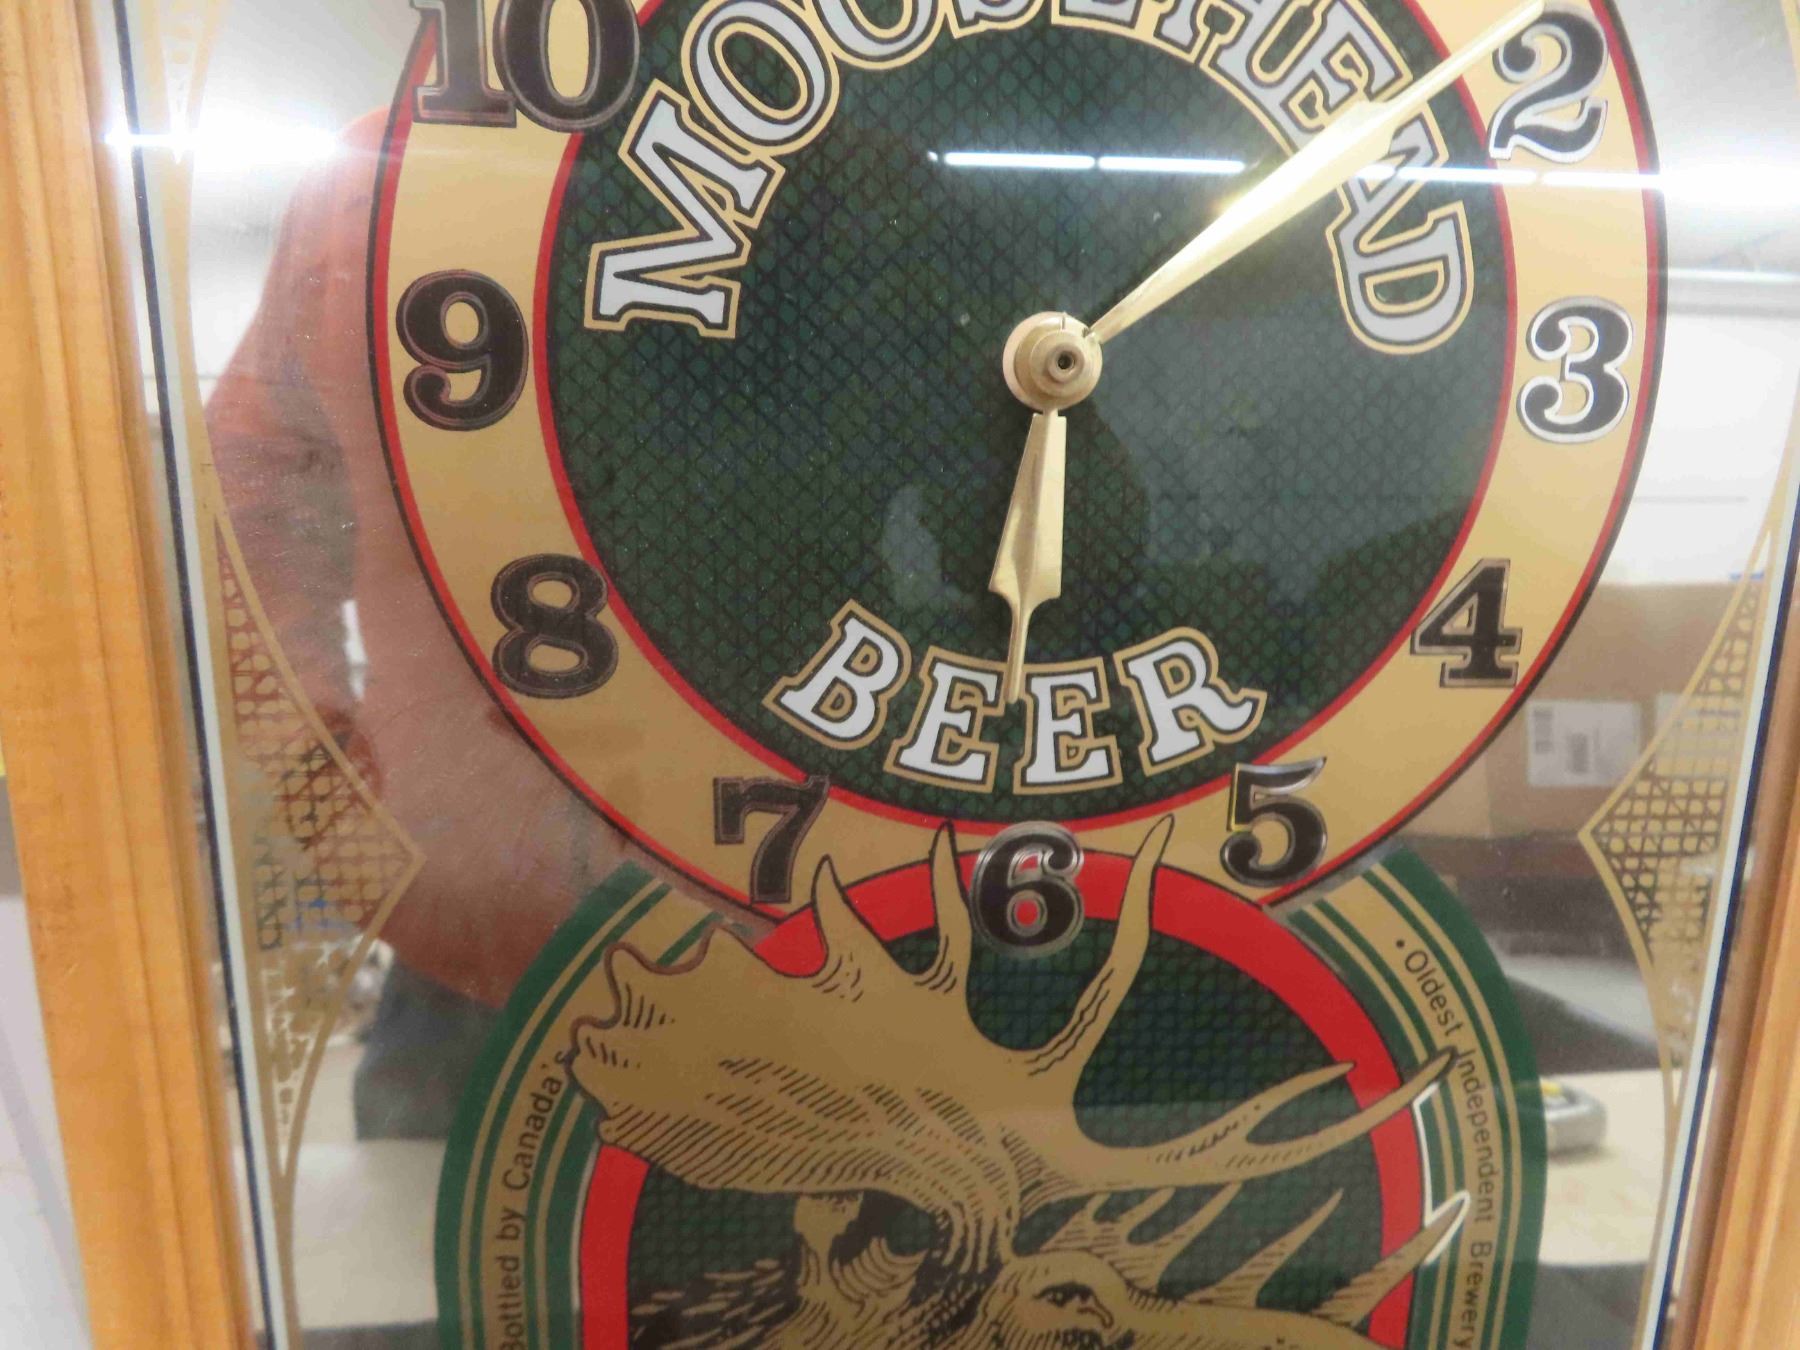 MOOSEHEAD
10
2
9
3
8
4
BEER
7
5
6
Bottled by Canada's
• Oldest Independent Brewery